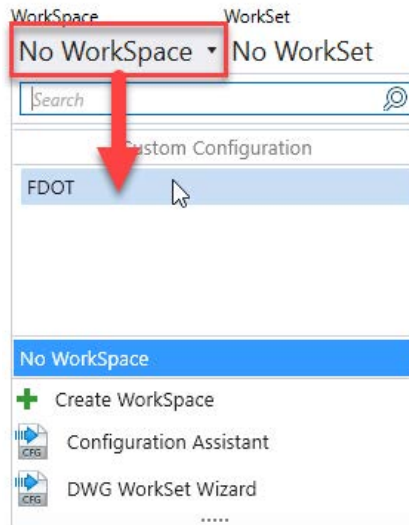 WorkSpace WorkSet
No WorkSpace No WorkSet
Search
Custom Configuration
FDOT
No WorkSpace
Create WorkSpace
CFG Configuration Assistant
CFG DWG WorkSet Wizard